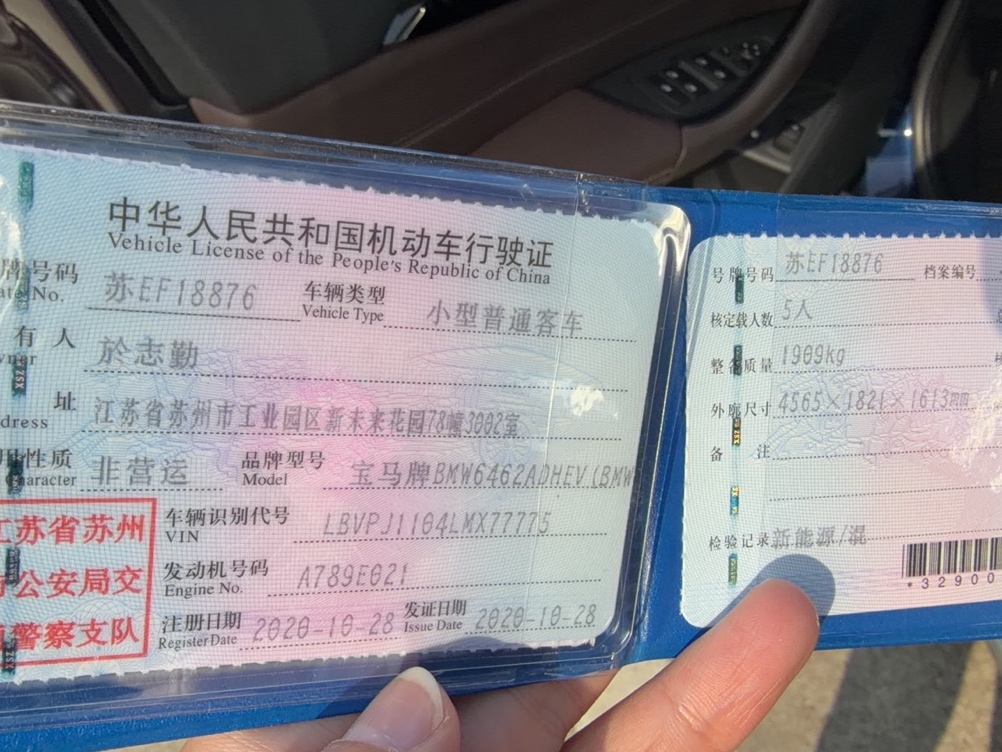 中华人民共和国机动车行驶证
Vehicle License of the People's Republic of China
牌号码 苏EF18876 车辆类型 小型普通客车
No. Vehicle Type
有人 於志勤
址 江苏省苏州市工业园区新未来花园78幢3002室
性质 非营运 品牌型号 宝马牌BMW6462ADHEV(BMW
Character Model
江苏省苏州
公安局交
警察支队
车辆识别代号 LBVPJ1104LMX77775
VIN
发动机号码 A789E021
Engine No.
注册日期 2020-10-28 发证日期 2020-10-28
Register Date Issue Date
号牌号码 苏EF18876 档案编号
核定载人数 5人
整备质量 1909kg
外廓尺寸 4565×1821×1613mm
备注
检验记录 新能源/混
*32900
XSZ